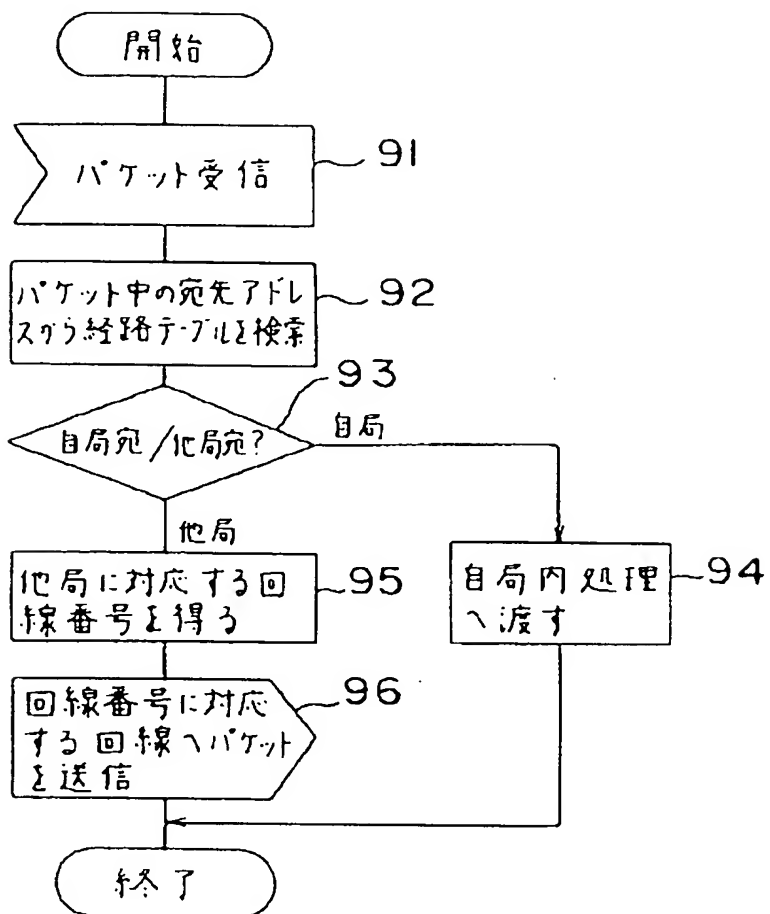 開始
パケット受信
91
パケット中の宛先アドレ
スから経路テーブルを検索
92
93
自局宛/他局宛?
自局
他局
他局に対応する回
線番号を得る
95
自局内処理
へ渡す
94
回線番号に対応
する回線へパケット
を送信
96
終了